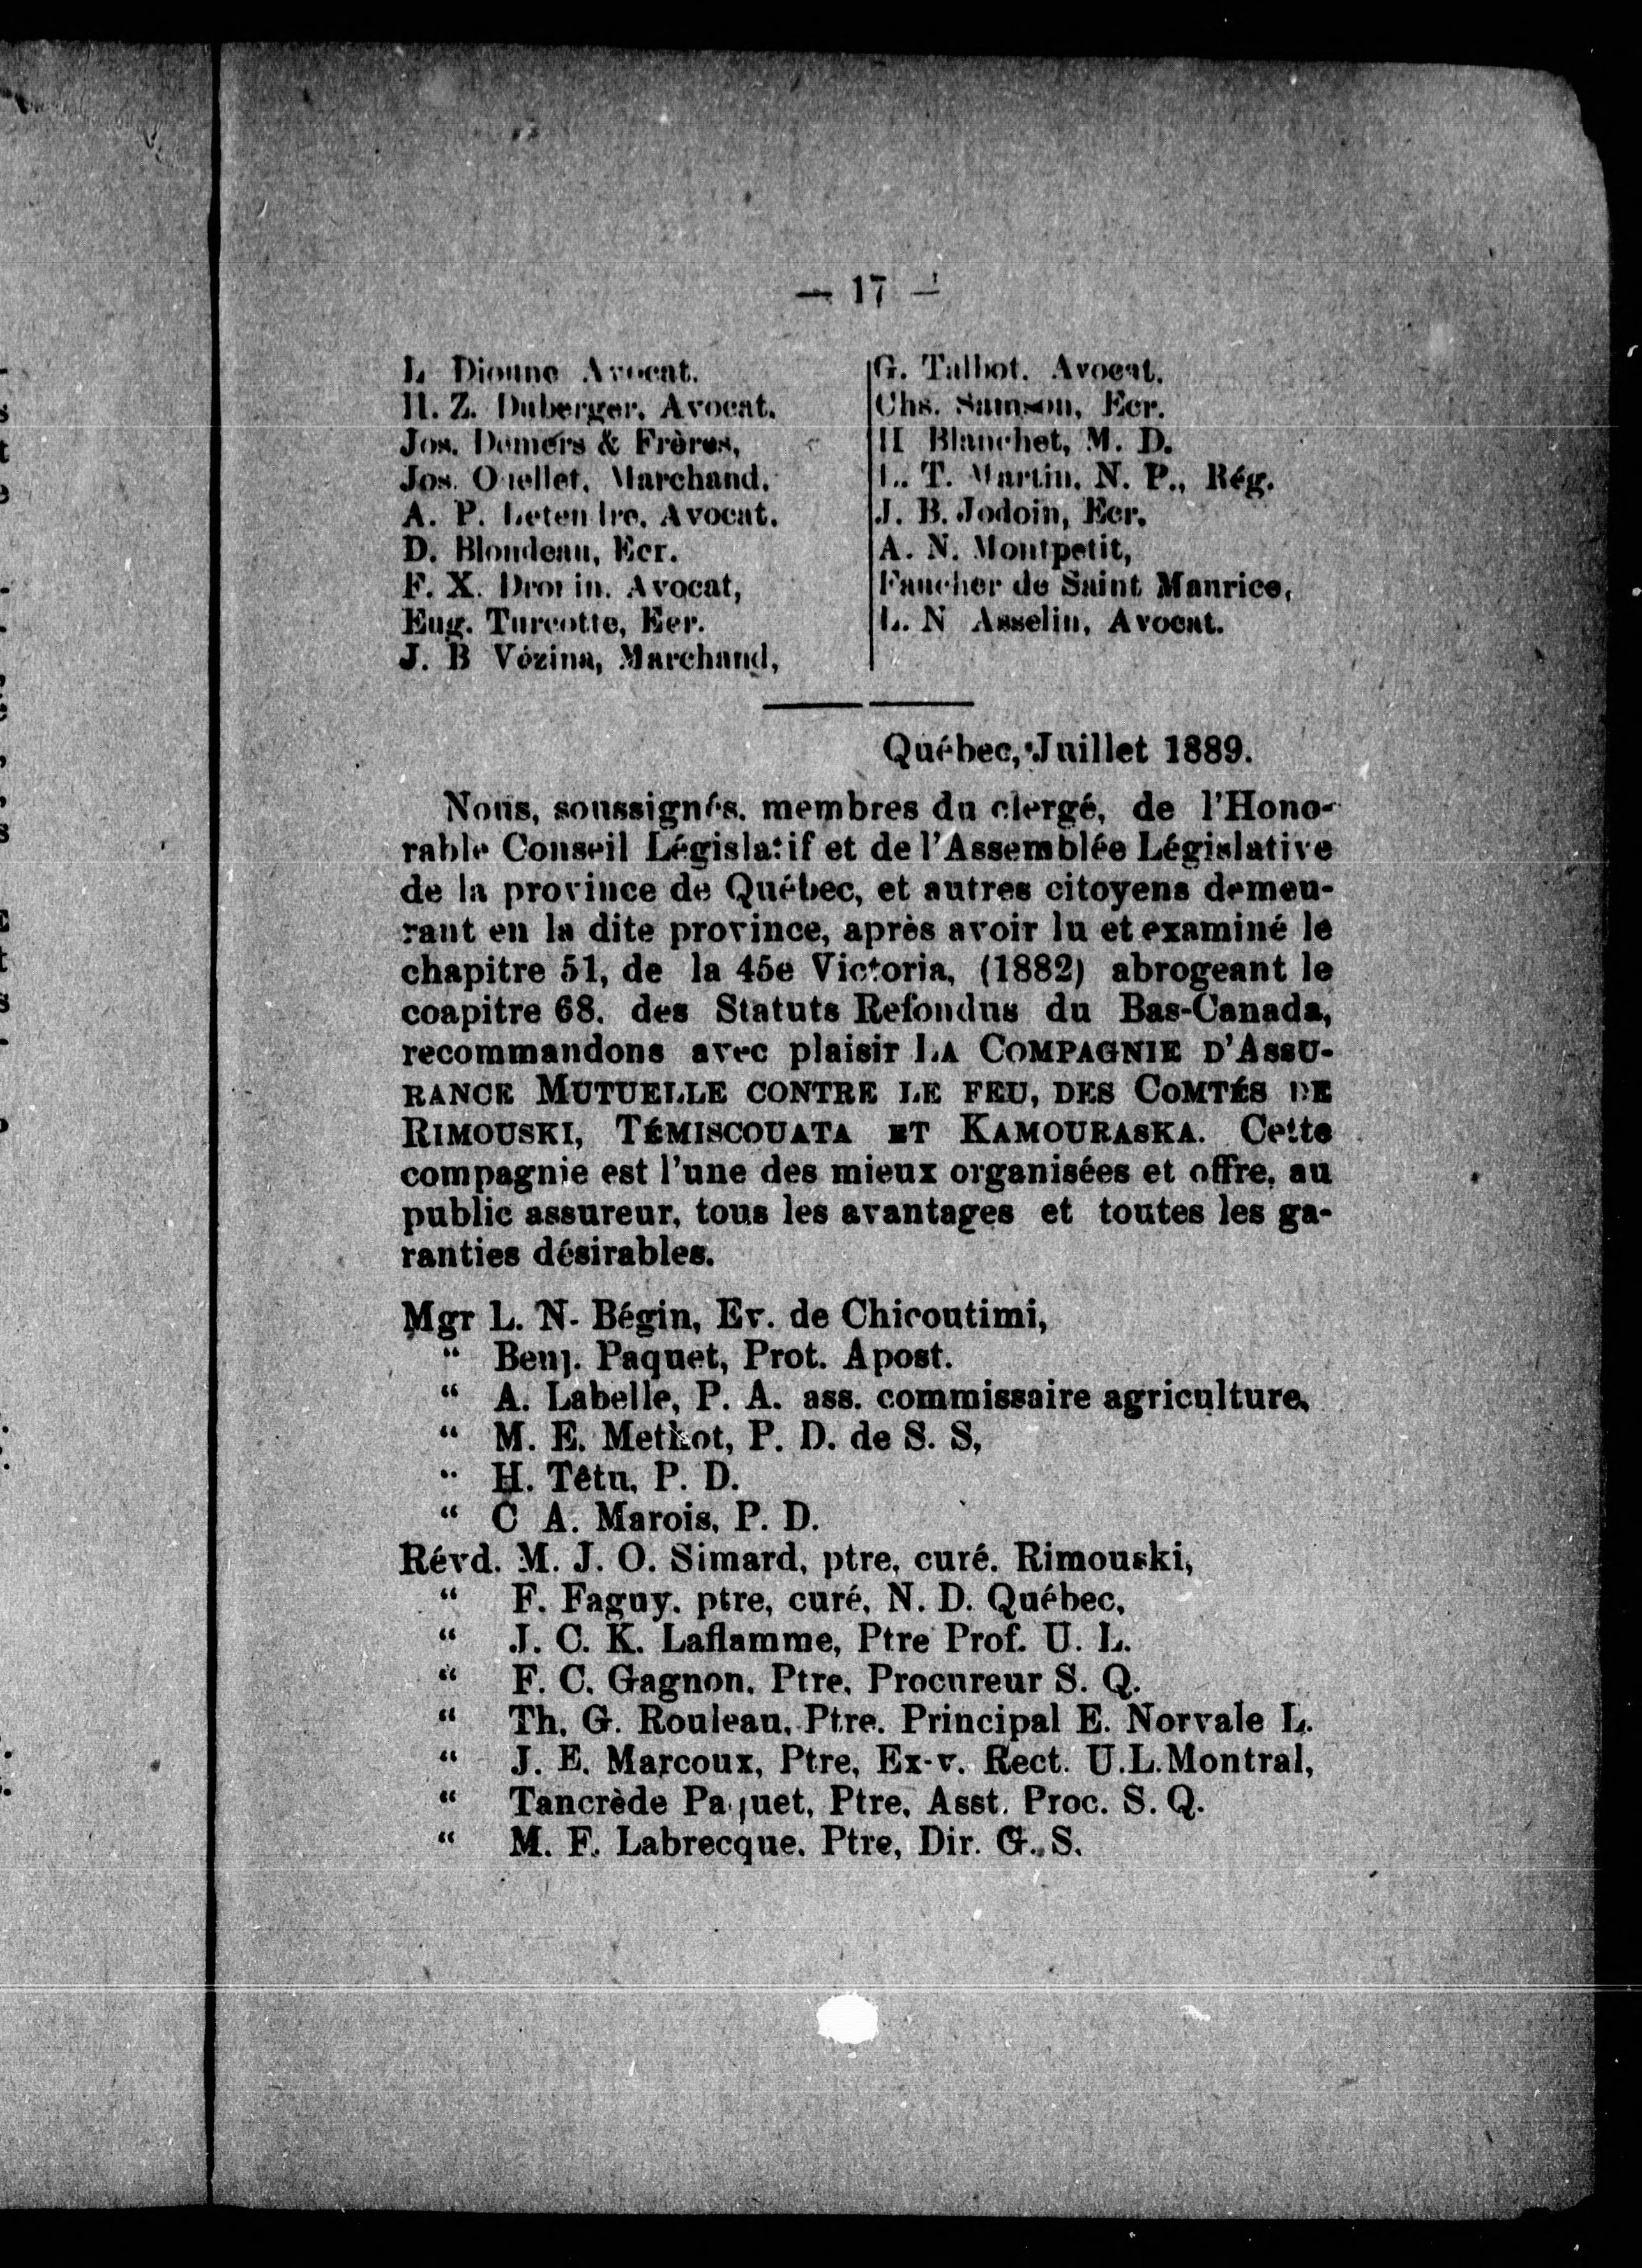 — 17 —
L Dionne Avocat.
H. Z. Duberger, Avocat.
Jos. Demers & Frères,
Jos. Ouellet, Marchand.
A. P. Letendre, Avocat.
D. Blondeau, Ecr.
F. X. Drouin. Avocat,
Eug. Turcotte, Ecr.
J. B Vézina, Marchand,
G. Talbot. Avocat.
Chs. Samson, Ecr.
H Blanchet, M. D.
L. T. Martin, N. P., Rég.
J. B. Jodoin, Ecr.
A. N. Montpetit,
Faucher de Saint Maurice,
L. N Asselin, Avocat.
Québec, Juillet 1889.
Nous, soussignés, membres du clergé, de l'Hono-
rable Conseil Législatif et de l'Assemblée Législative
de la province de Québec, et autres citoyens demeu-
rant en la dite province, après avoir lu et examiné le
chapitre 51, de la 45e Victoria, (1882) abrogeant le
coapitre 68, des Statuts Refondus du Bas-Canada,
recommandons avec plaisir LA COMPAGNIE D'ASSU-
RANCE MUTUELLE CONTRE LE FEU, DES COMTÉS DE
RIMOUSKI, TÉMISCOUATA ET KAMOURASKA. Cette
compagnie est l'une des mieux organisées et offre, au
public assureur, tous les avantages et toutes les ga-
ranties désirables.
Mgr L. N. Bégin, Ev. de Chicoutimi,
“ Benj. Paquet, Prot. Apost.
“ A. Labelle, P. A. ass. commissaire agriculture,
“ M. E. Methot, P. D. de S. S,
“ H. Têtu, P. D.
“ C A. Marois, P. D.
Révd. M. J. O. Simard, ptre, curé. Rimouski,
“ F. Faguy, ptre, curé, N. D. Québec,
“ J. C. K. Laflamme, Ptre Prof. U. L.
“ F. C. Gagnon, Ptre, Procureur S. Q.
“ Th. G. Rouleau, Ptre. Principal E. Norvale L.
“ J. E. Marcoux, Ptre, Ex-v. Rect. U.L.Montral,
“ Tancrède Paquet, Ptre, Asst. Proc. S. Q.
“ M. F. Labrecque, Ptre, Dir. G. S.